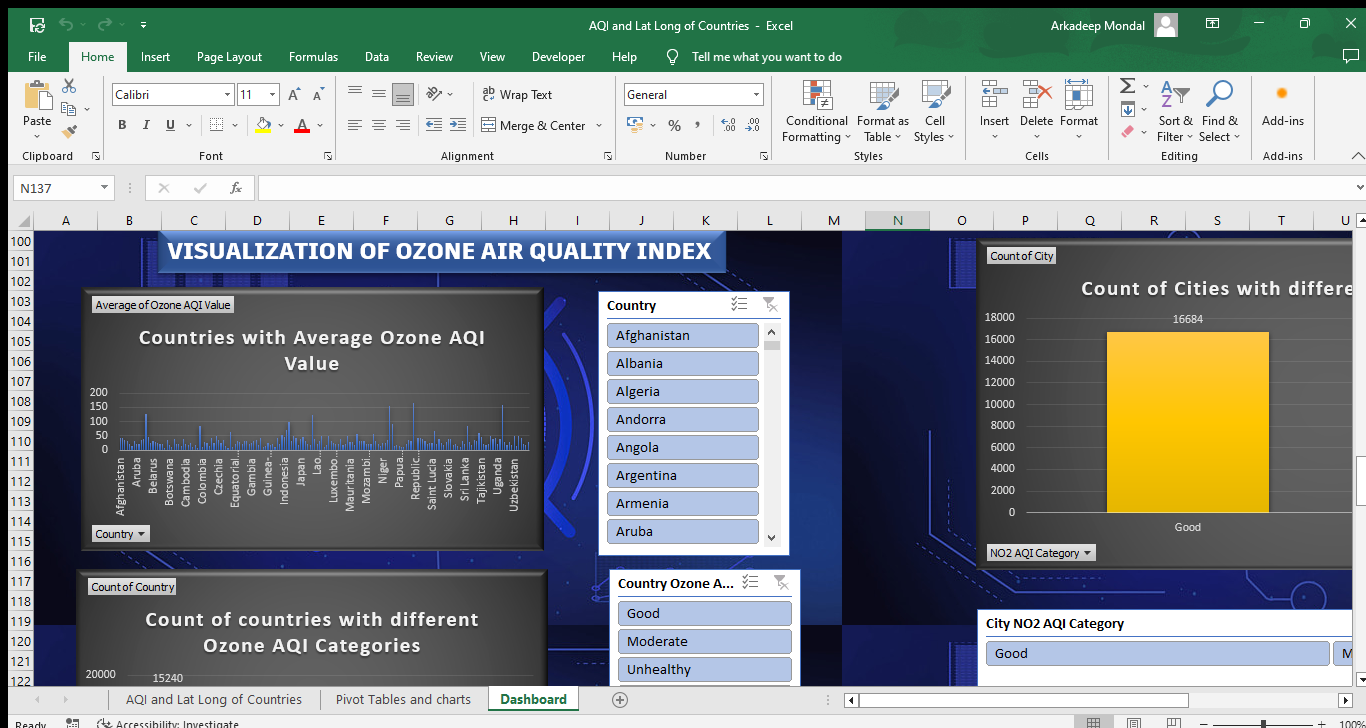 AQI and Lat Long of Countries - Excel
Arkadeep Mondal
File Home Insert Page Layout Formulas Data Review View Developer Help Tell me what you want to do
Paste
Clipboard
Calibri 11
B I U
Font
Wrap Text
Merge & Center
Alignment
General
Number
Conditional Formatting
Format as Table
Cell Styles
Styles
Insert Delete Format
Cells
Sort & Filter
Find & Select
Editing
Add-ins
Add-ins
N137
fx
A B C D E F G H I J K L M N O P Q R S T U
100
101
102
103
104
105
106
107
108
109
110
111
112
113
114
115
116
117
118
119
120
121
122
VISUALIZATION OF OZONE AIR QUALITY INDEX
Average of Ozone AQI Value
Countries with Average Ozone AQI
Value
200
150
100
50
0
Afghanistan
Aruba
Belarus
Botswana
Cambodia
Colombia
Czechia
Equatorial…
Gambia
Guinea-…
Indonesia
Japan
Lao…
Luxembo…
Mauritania
Mozambi…
Niger
Papua…
Republic…
Saint Lucia
Slovakia
Sri Lanka
Tajikistan
Uganda
Uzbekistan
Country
Country
Afghanistan
Albania
Algeria
Andorra
Angola
Argentina
Armenia
Aruba
Count of Country
Count of countries with different
Ozone AQI Categories
20000
15240
Country Ozone A...
Good
Moderate
Unhealthy
Count of City
Count of Cities with differe
18000
16000
14000
12000
10000
8000
6000
4000
2000
0
16684
Good
NO2 AQI Category
City NO2 AQI Category
Good
M
AQI and Lat Long of Countries Pivot Tables and charts Dashboard
Ready Accessibility: Investigate 100%